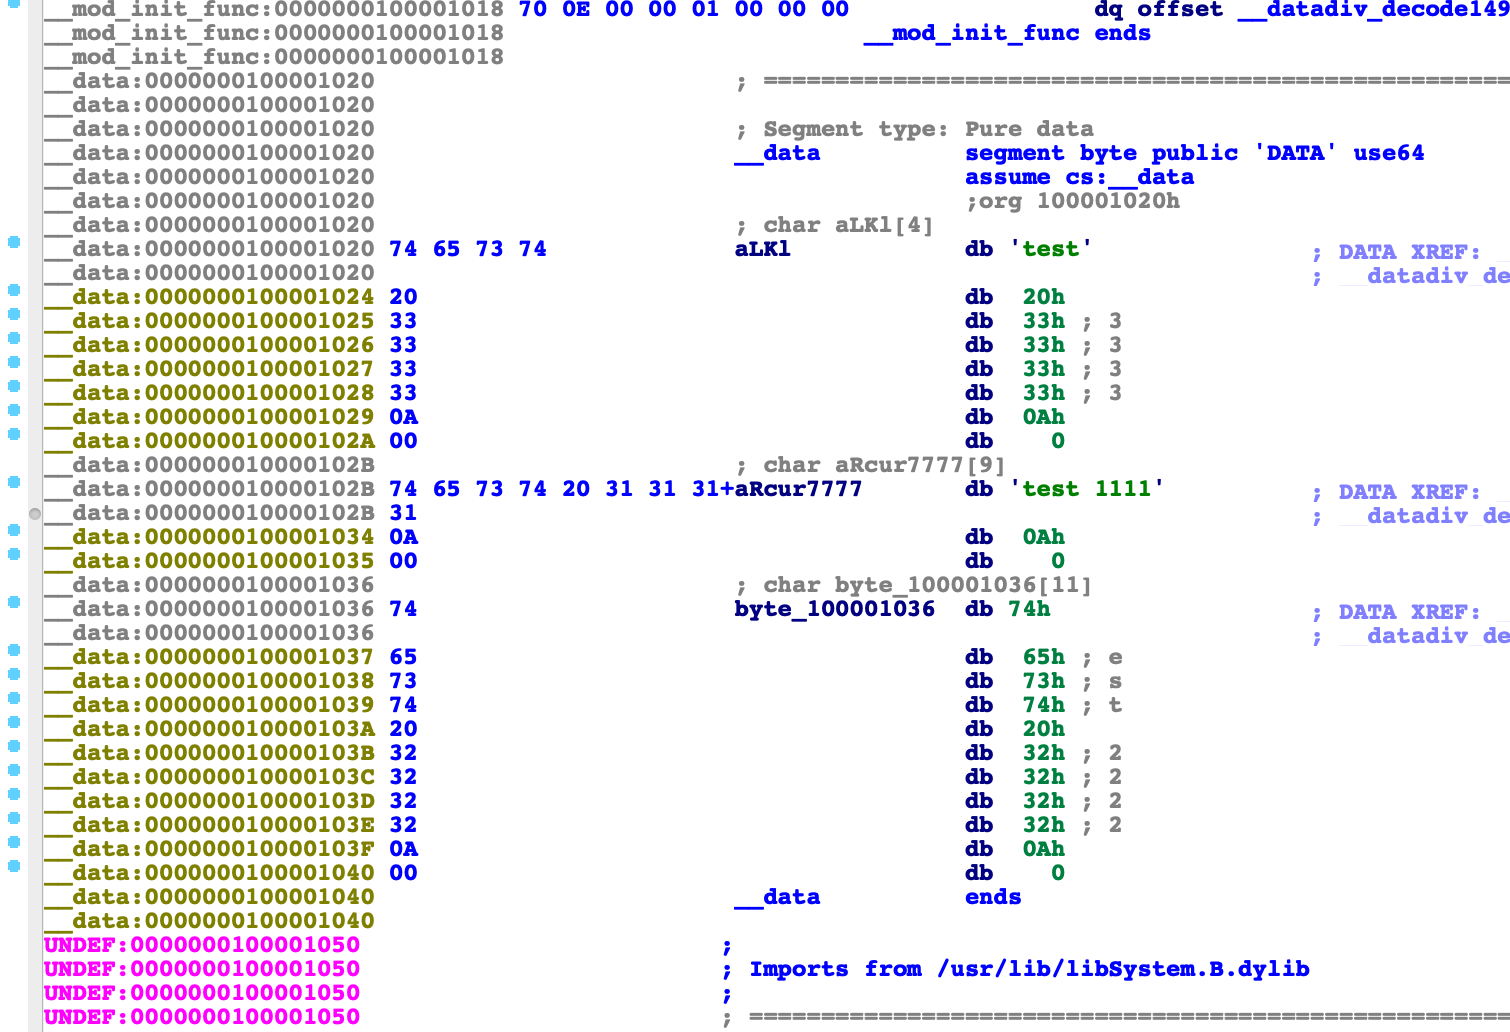 __mod_init_func:0000000100001018 70 0E 00 00 01 00 00 00 dq offset __datadiv_decode149
__mod_init_func:0000000100001018 __mod_init_func ends
__mod_init_func:0000000100001018
__data:0000000100001020 ; ====================================================
__data:0000000100001020
__data:0000000100001020 ; Segment type: Pure data
__data:0000000100001020 __data segment byte public 'DATA' use64
__data:0000000100001020 assume cs:__data
__data:0000000100001020 ;org 100001020h
__data:0000000100001020 ; char aLKl[4]
__data:0000000100001020 74 65 73 74 aLKl db 'test' ; DATA XREF: _
__data:0000000100001020 ; __datadiv_de
__data:0000000100001024 20 db 20h
__data:0000000100001025 33 db 33h ; 3
__data:0000000100001026 33 db 33h ; 3
__data:0000000100001027 33 db 33h ; 3
__data:0000000100001028 33 db 33h ; 3
__data:0000000100001029 0A db 0Ah
__data:000000010000102A 00 db 0
__data:000000010000102B ; char aRcur7777[9]
__data:000000010000102B 74 65 73 74 20 31 31 31+aRcur7777 db 'test 1111' ; DATA XREF: _
__data:000000010000102B 31 ; __datadiv_de
__data:0000000100001034 0A db 0Ah
__data:0000000100001035 00 db 0
__data:0000000100001036 ; char byte_100001036[11]
__data:0000000100001036 74 byte_100001036 db 74h ; DATA XREF: _
__data:0000000100001036 ; __datadiv_de
__data:0000000100001037 65 db 65h ; e
__data:0000000100001038 73 db 73h ; s
__data:0000000100001039 74 db 74h ; t
__data:000000010000103A 20 db 20h
__data:000000010000103B 32 db 32h ; 2
__data:000000010000103C 32 db 32h ; 2
__data:000000010000103D 32 db 32h ; 2
__data:000000010000103E 32 db 32h ; 2
__data:000000010000103F 0A db 0Ah
__data:0000000100001040 00 db 0
__data:0000000100001040 __data ends
__data:0000000100001040
UNDEF:0000000100001050 ;
UNDEF:0000000100001050 ; Imports from /usr/lib/libSystem.B.dylib
UNDEF:0000000100001050 ;
UNDEF:0000000100001050 ; =====================================================